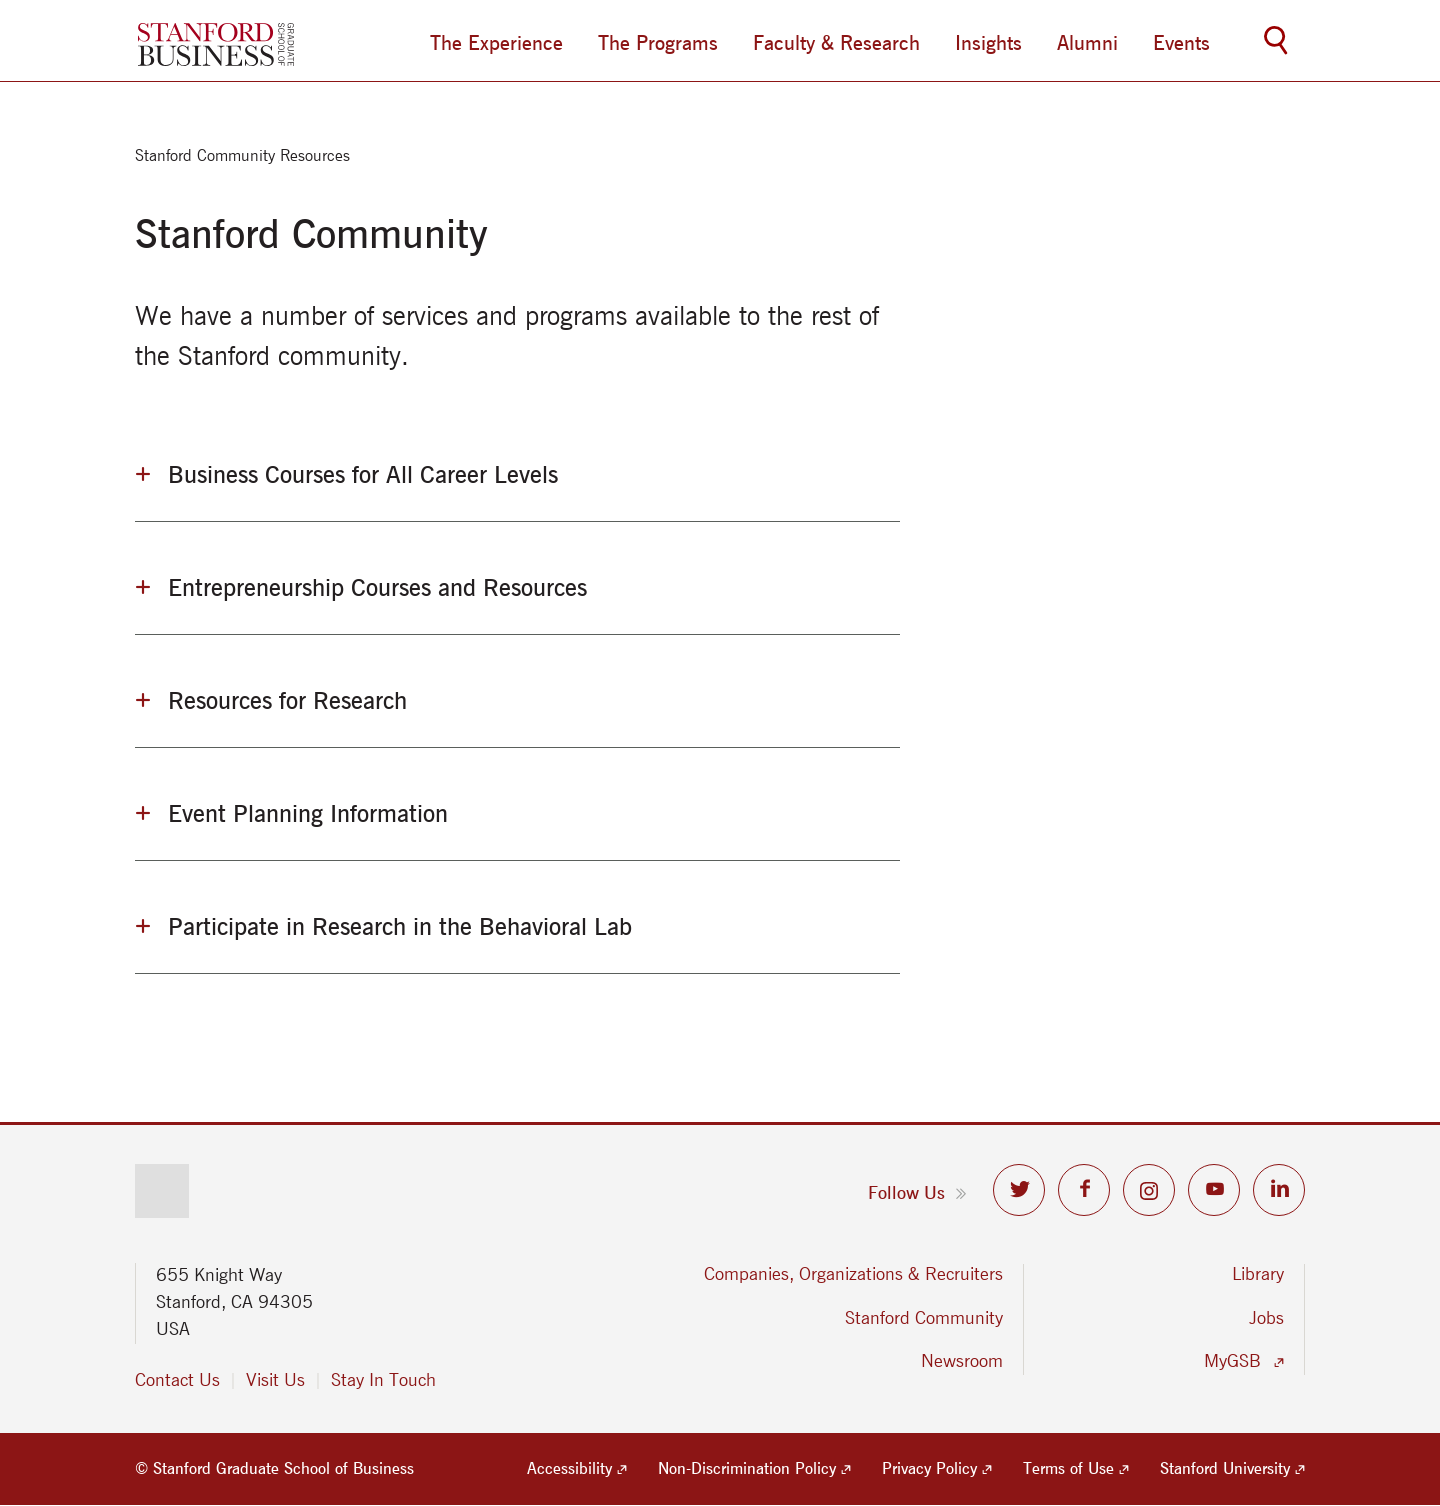 STANFORD
BUSINESS
GRADUATE
SCHOOL OF
The Experience
The Programs
Faculty & Research
Insights
Alumni
Events
Stanford Community Resources
Stanford Community
We have a number of services and programs available to the rest of
the Stanford community.
Business Courses for All Career Levels
Entrepreneurship Courses and Resources
Resources for Research
Event Planning Information
Participate in Research in the Behavioral Lab
Follow Us
655 Knight Way
Stanford, CA 94305
USA
Contact Us | Visit Us | Stay In Touch
Companies, Organizations & Recruiters
Stanford Community
Newsroom
Library
Jobs
MyGSB
© Stanford Graduate School of Business
Accessibility
Non-Discrimination Policy
Privacy Policy
Terms of Use
Stanford University